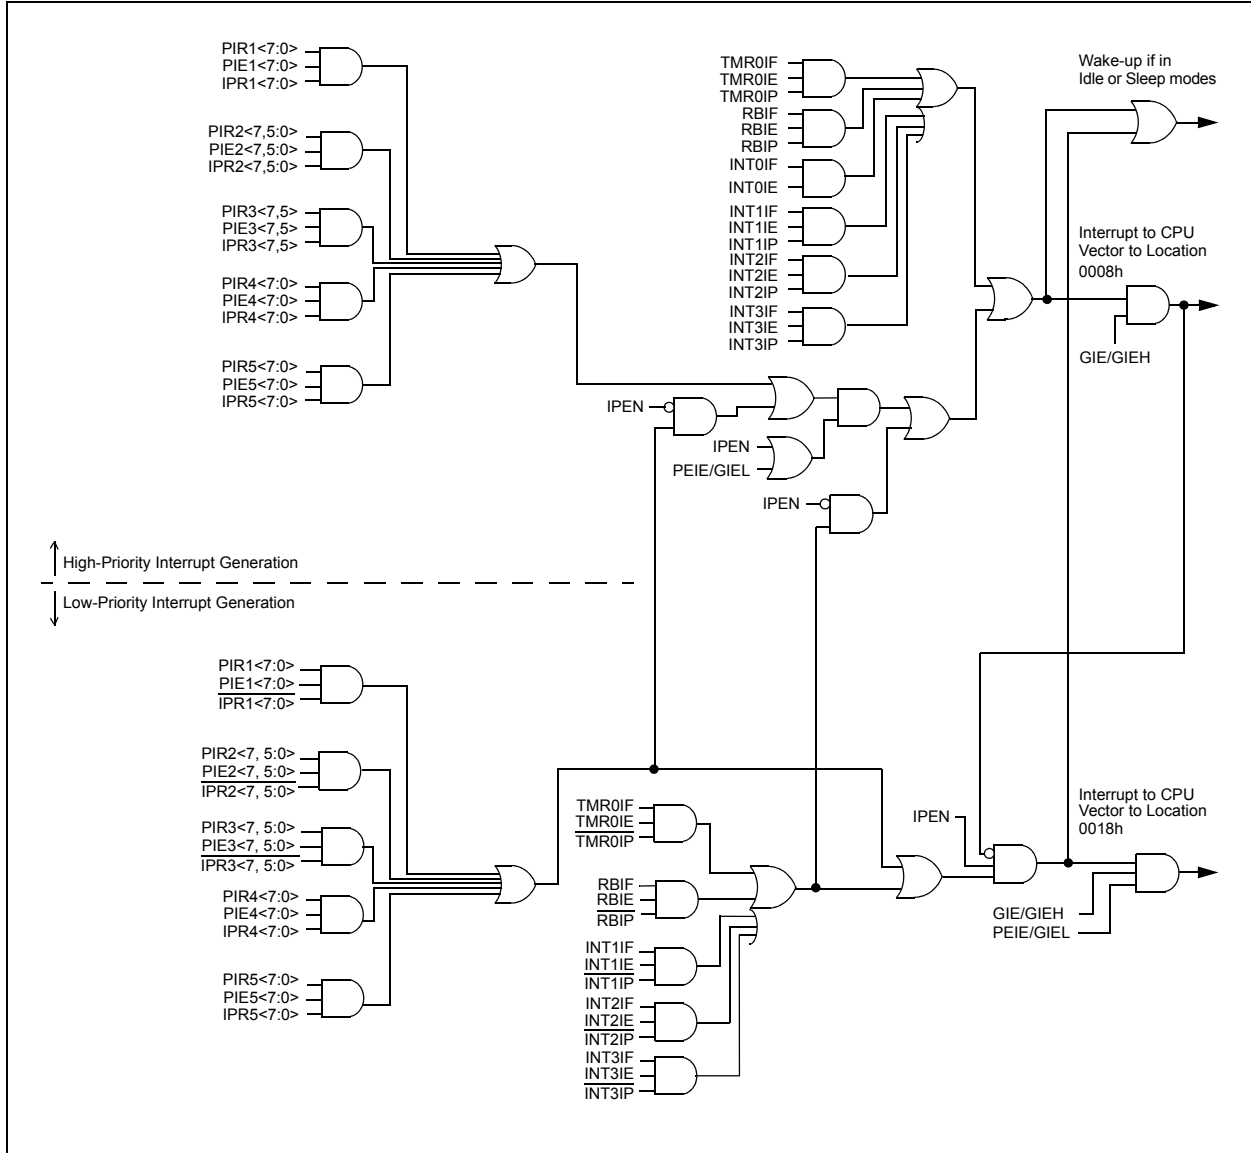 PIR1<7:0>
PIE1<7:0>
IPR1<7:0>
PIR2<7,5:0>
PIE2<7,5:0>
IPR2<7,5:0>
PIR3<7,5>
PIE3<7,5>
IPR3<7,5>
PIR4<7:0>
PIE4<7:0>
IPR4<7:0>
PIR5<7:0>
PIE5<7:0>
IPR5<7:0>
TMR0IF
TMR0IE
TMR0IP
RBIF
RBIE
RBIP
INT0IF
INT0IE
INT1IF
INT1IE
INT1IP
INT2IF
INT2IE
INT2IP
INT3IF
INT3IE
INT3IP
Wake-up if in
Idle or Sleep modes
Interrupt to CPU
Vector to Location
0008h
GIE/GIEH
IPEN
IPEN
PEIE/GIEL
IPEN
High-Priority Interrupt Generation
Low-Priority Interrupt Generation
PIR1<7:0>
PIE1<7:0>
IPR1<7:0>
PIR2<7, 5:0>
PIE2<7, 5:0>
IPR2<7, 5:0>
PIR3<7, 5:0>
PIE3<7, 5:0>
IPR3<7, 5:0>
PIR4<7:0>
PIE4<7:0>
IPR4<7:0>
PIR5<7:0>
PIE5<7:0>
IPR5<7:0>
TMR0IF
TMR0IE
TMR0IP
RBIF
RBIE
RBIP
INT1IF
INT1IE
INT1IP
INT2IF
INT2IE
INT2IP
INT3IF
INT3IE
INT3IP
IPEN
Interrupt to CPU
Vector to Location
0018h
GIE/GIEH
PEIE/GIEL